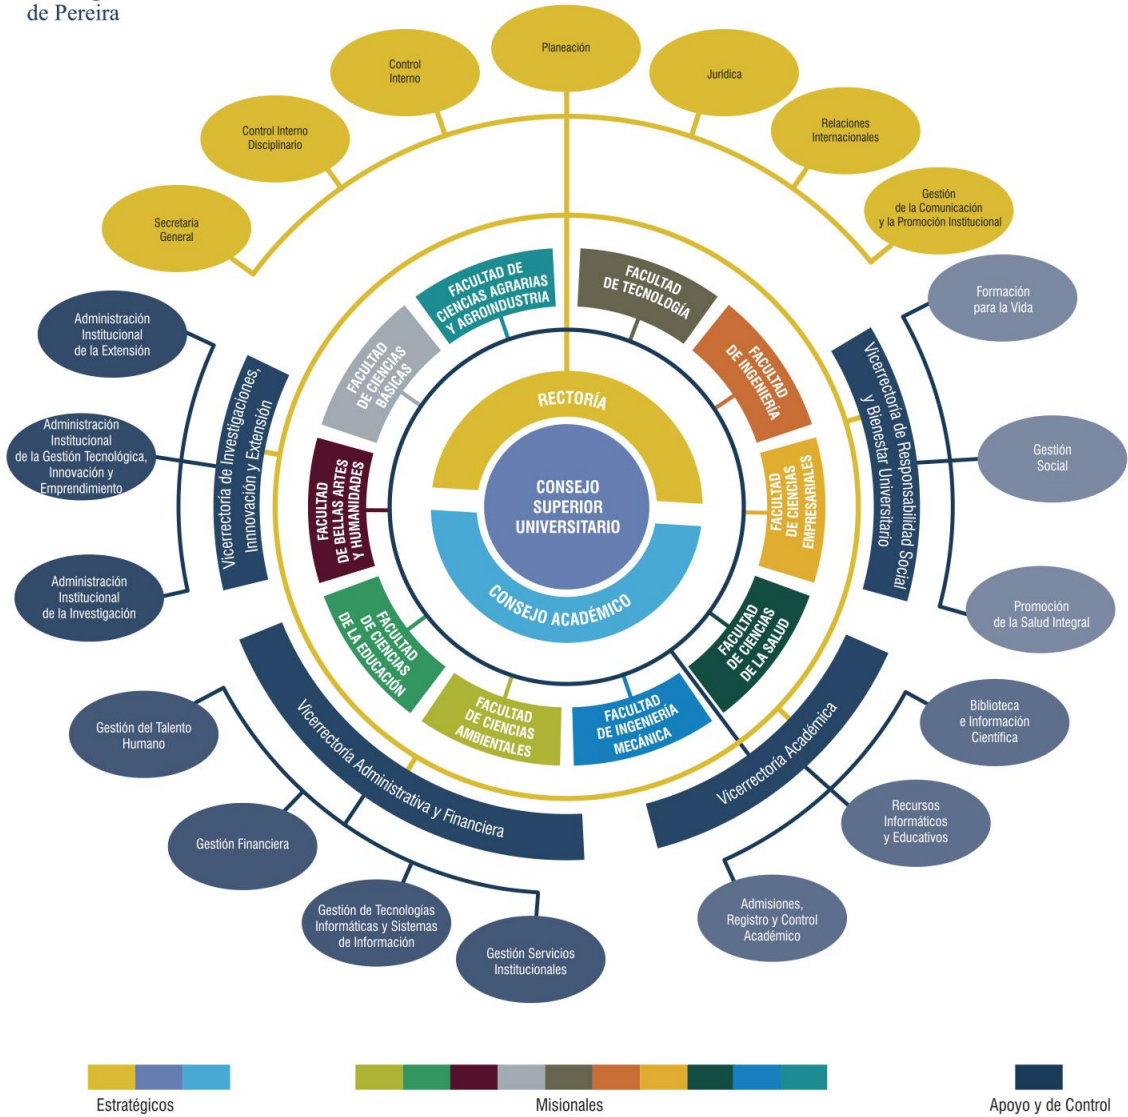 de Pereira
Planeación
Control
Interno
Jurídica
Control Interno
Disciplinario
Relaciones
Internacionales
Secretaría
General
Gestión
de la Comunicación
y la Promoción Institucional
FACULTAD DE
CIENCIAS AGRARIAS
Y AGROINDUSTRIA
FACULTAD
DE TECNOLOGÍA
FACULTAD
DE CIENCIAS
BÁSICAS
FACULTAD
DE INGENIERÍA
FACULTAD
DE BELLAS ARTES
Y HUMANIDADES
FACULTAD
DE CIENCIAS
EMPRESARIALES
FACULTAD
DE CIENCIAS
DE LA EDUCACIÓN
FACULTAD
DE CIENCIAS
DE LA SALUD
FACULTAD
DE CIENCIAS
AMBIENTALES
FACULTAD
DE INGENIERÍA
MECÁNICA
RECTORÍA
CONSEJO
SUPERIOR
UNIVERSITARIO
CONSEJO ACADÉMICO
Administración
Institucional
de la Extensión
Administración
Institucional
de la Gestión Tecnológica,
Innovación y
Emprendimiento
Administración
Institucional
de la Investigación
Vicerrectoría de Investigaciones,
Innnovación y Extensión
Vicerrectoría de Responsabilidad Social
y Bienestar Universitario
Formación
para la Vida
Gestión
Social
Promoción
de la Salud Integral
Vicerrectoría Administrativa y Financiera
Vicerrectoría Académica
Gestión del Talento
Humano
Gestión Financiera
Gestión de Tecnologías
Informáticas y Sistemas
de Información
Gestión Servicios
Institucionales
Biblioteca
e Información
Científica
Recursos
Informáticos
y Educativos
Admisiones,
Registro y Control
Académico
Estratégicos
Misionales
Apoyo y de Control